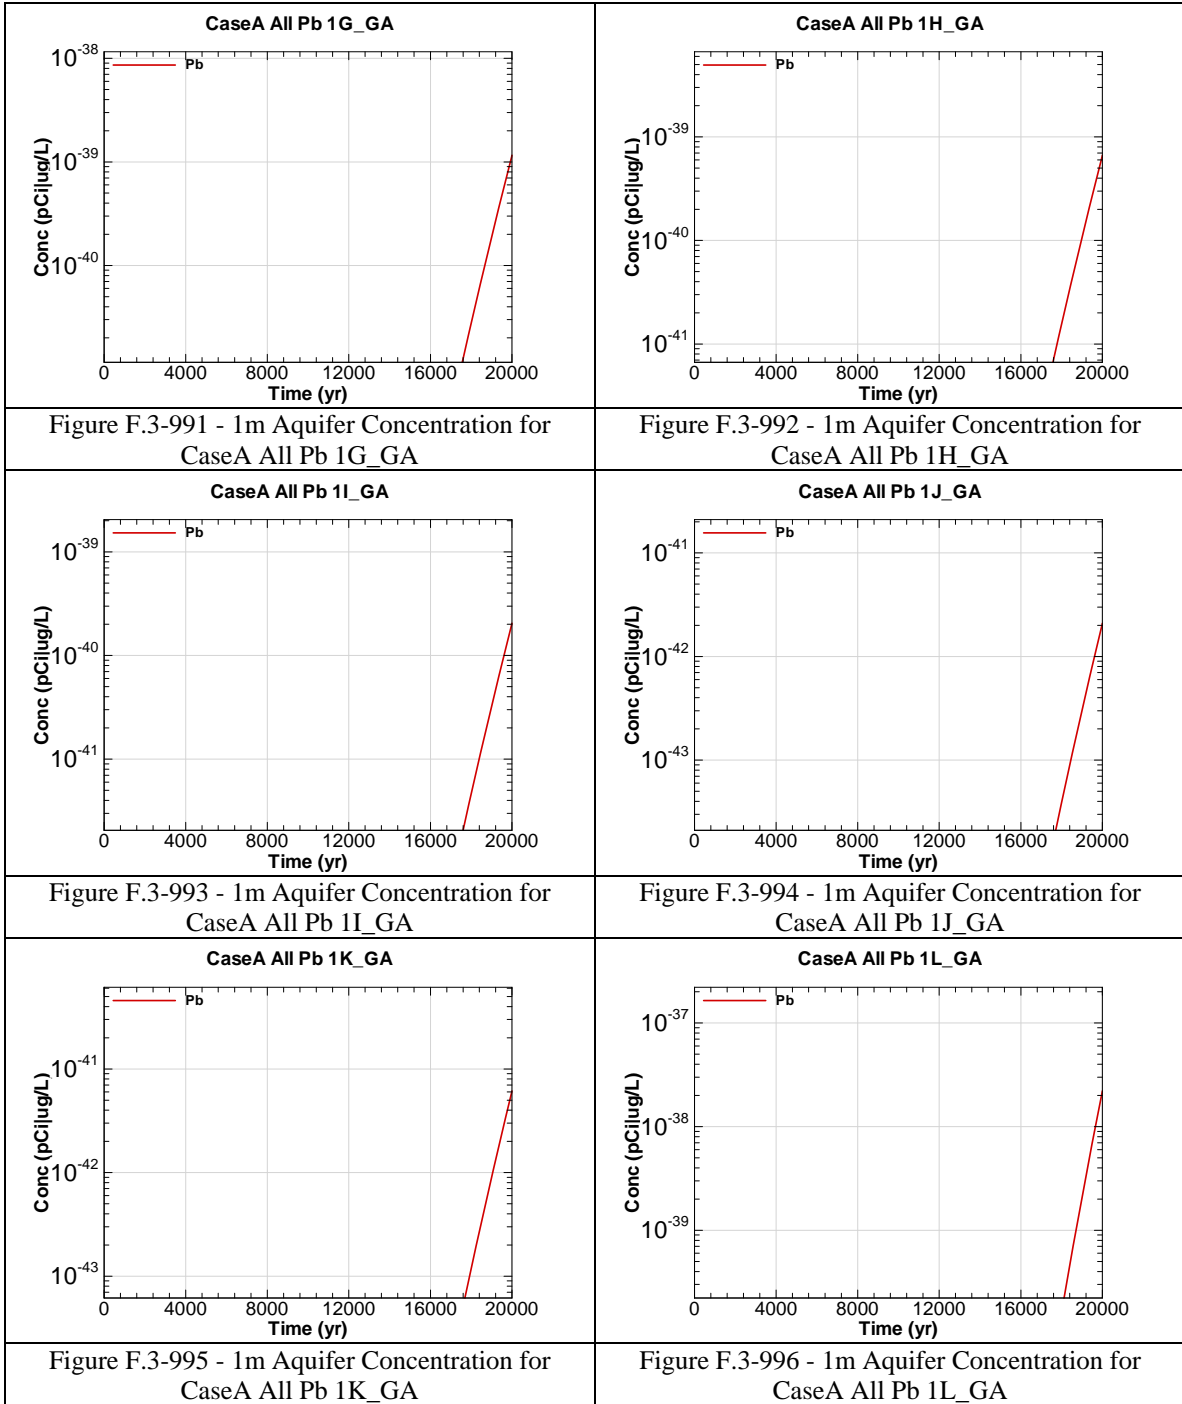 CaseA All Pb 1G_GA
Pb
10-38
10-39
10-40
Conc (pCi|ug/L)
0 4000 8000 12000 16000 20000
Time (yr)
Figure F.3-991 - 1m Aquifer Concentration for
CaseA All Pb 1G_GA
CaseA All Pb 1H_GA
Pb
10-39
10-40
10-41
Conc (pCi|ug/L)
0 4000 8000 12000 16000 20000
Time (yr)
Figure F.3-992 - 1m Aquifer Concentration for
CaseA All Pb 1H_GA
CaseA All Pb 1I_GA
Pb
10-39
10-40
10-41
Conc (pCi|ug/L)
0 4000 8000 12000 16000 20000
Time (yr)
Figure F.3-993 - 1m Aquifer Concentration for
CaseA All Pb 1I_GA
CaseA All Pb 1J_GA
Pb
10-41
10-42
10-43
Conc (pCi|ug/L)
0 4000 8000 12000 16000 20000
Time (yr)
Figure F.3-994 - 1m Aquifer Concentration for
CaseA All Pb 1J_GA
CaseA All Pb 1K_GA
Pb
10-41
10-42
10-43
Conc (pCi|ug/L)
0 4000 8000 12000 16000 20000
Time (yr)
Figure F.3-995 - 1m Aquifer Concentration for
CaseA All Pb 1K_GA
CaseA All Pb 1L_GA
Pb
10-37
10-38
10-39
Conc (pCi|ug/L)
0 4000 8000 12000 16000 20000
Time (yr)
Figure F.3-996 - 1m Aquifer Concentration for
CaseA All Pb 1L_GA